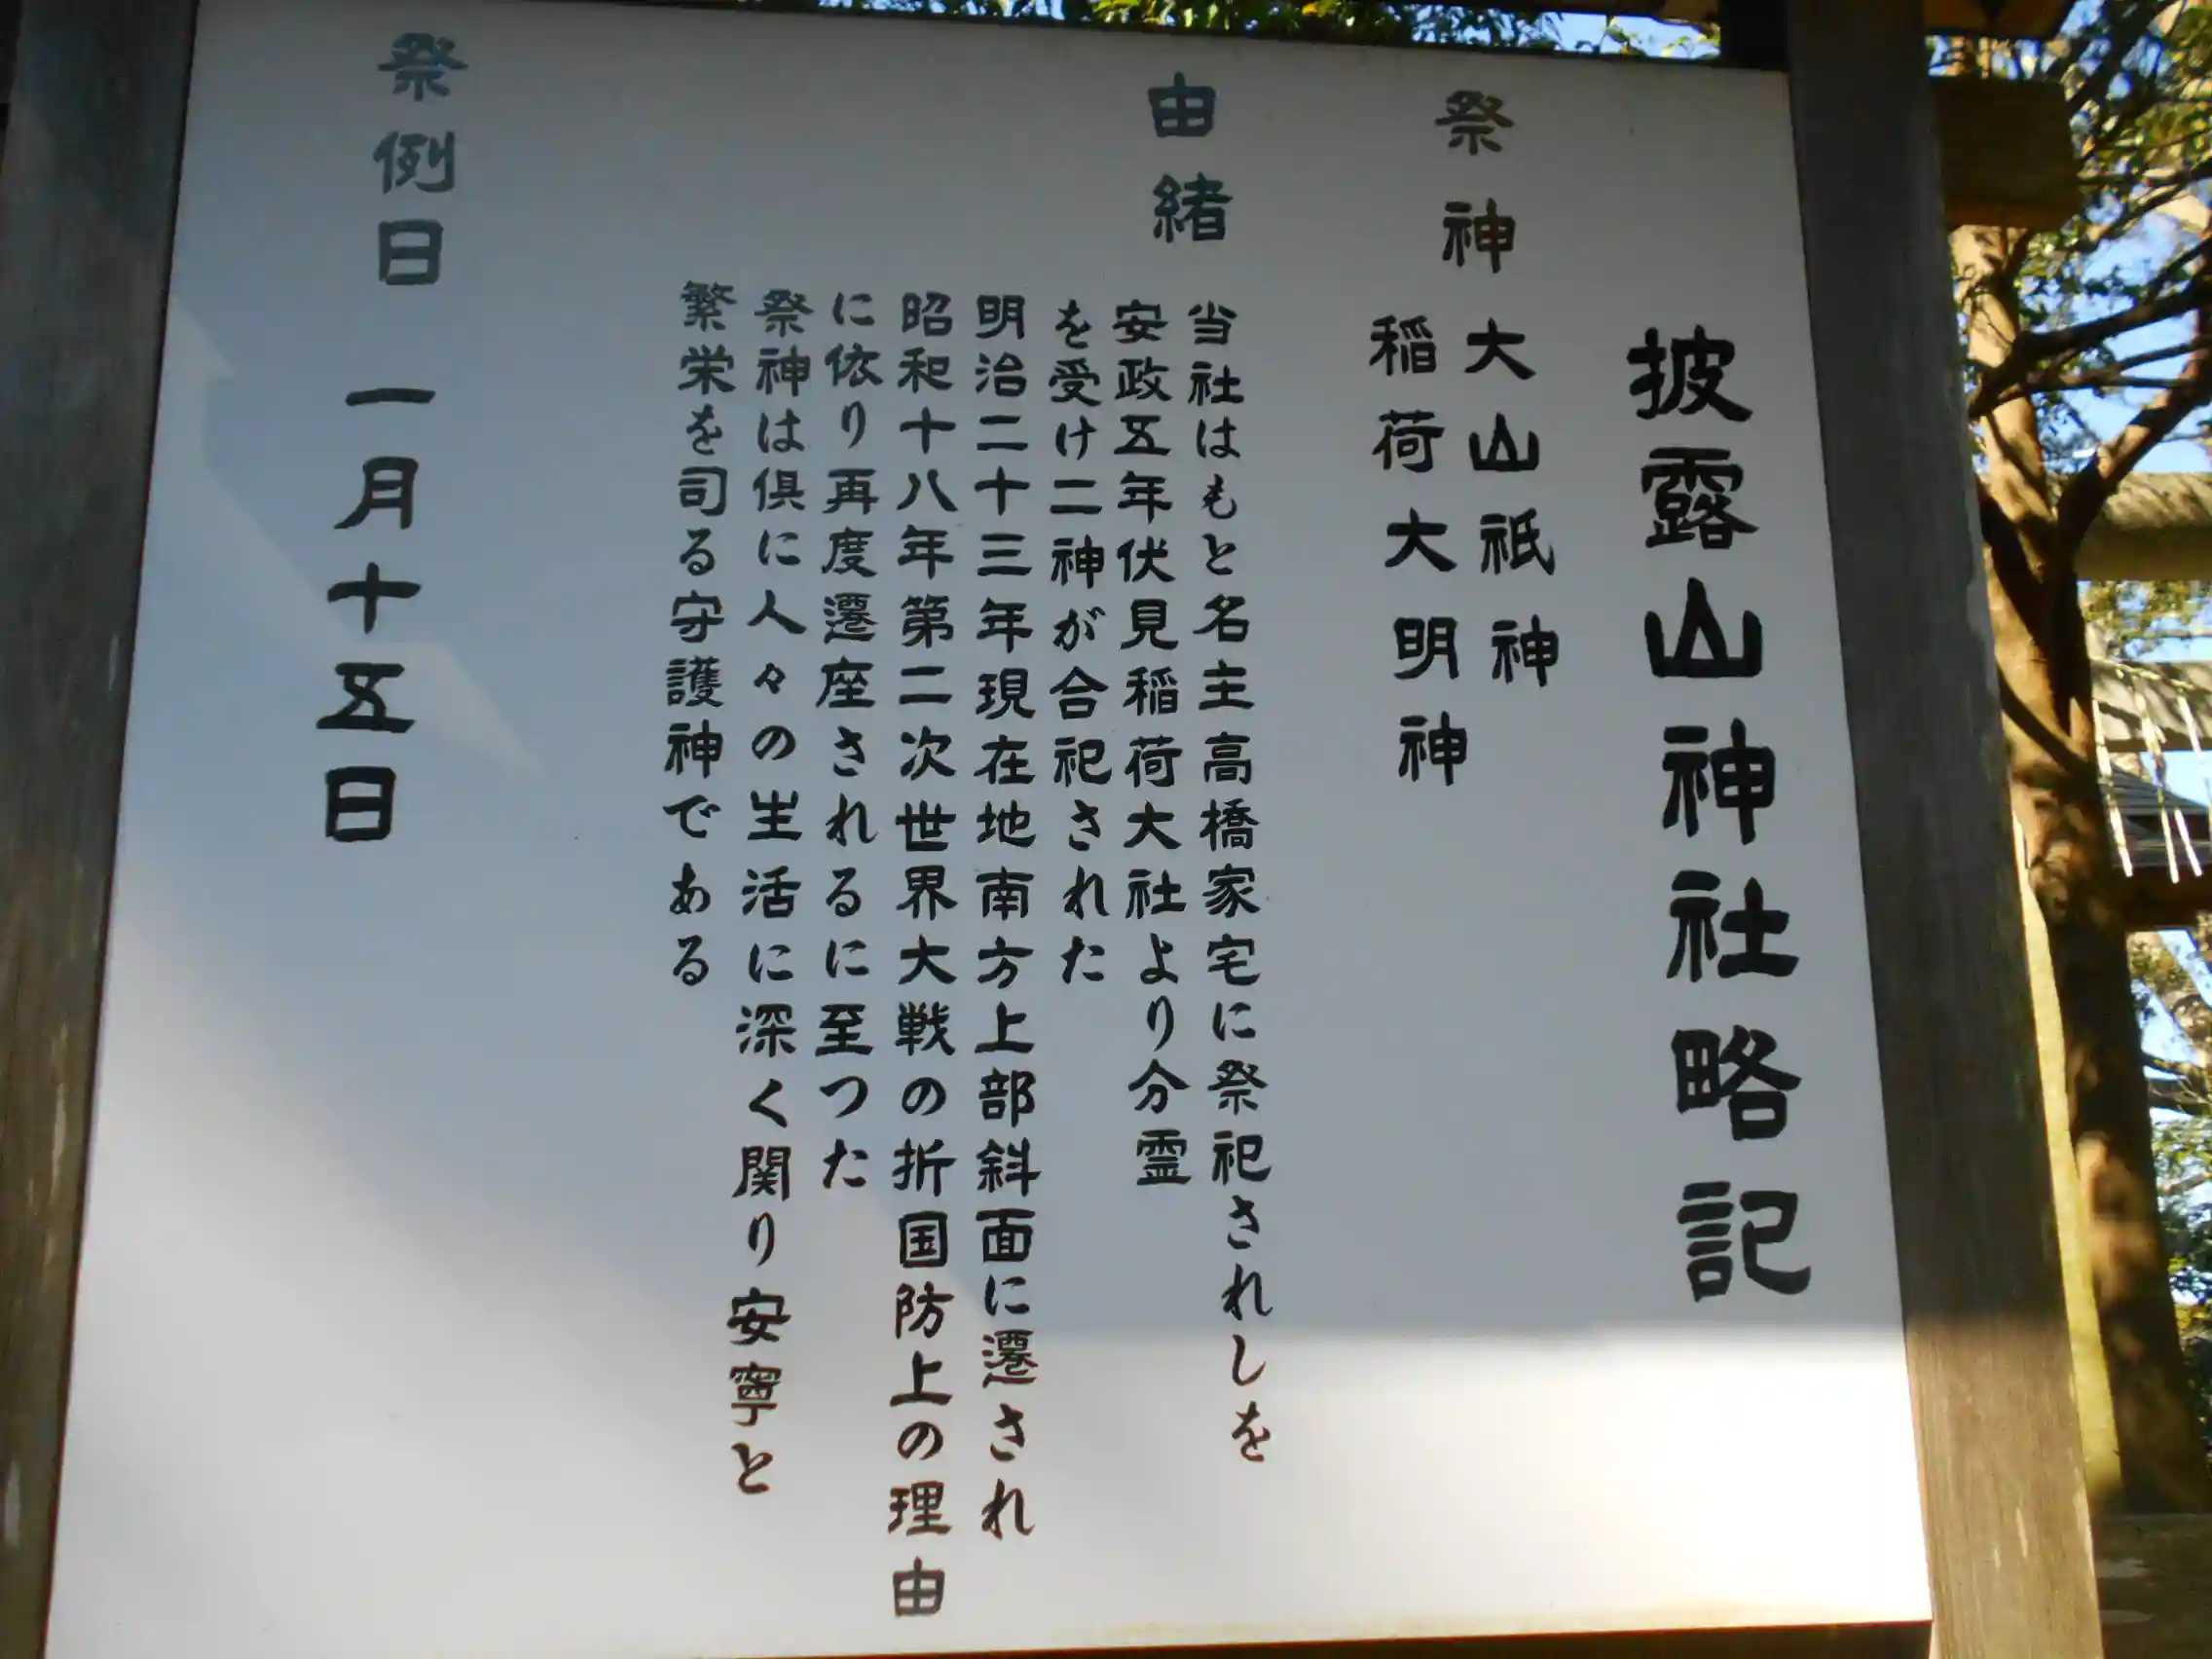 披露山神社略記
祭神 大山祇神
稲荷大明神
由緒
当社はもと名主高橋家宅に祭祀されしを
安政五年伏見稲荷大社より分霊
を受け二神が合祀された
明治二十三年現在地南方上部斜面に遷され
昭和十八年第二次世界大戦の折国防上の理由
に依り再度遷座されるに至つた
祭神は倶に人々の生活に深く関り安寧と
繁栄を司る守護神である
祭例日 一月十五日